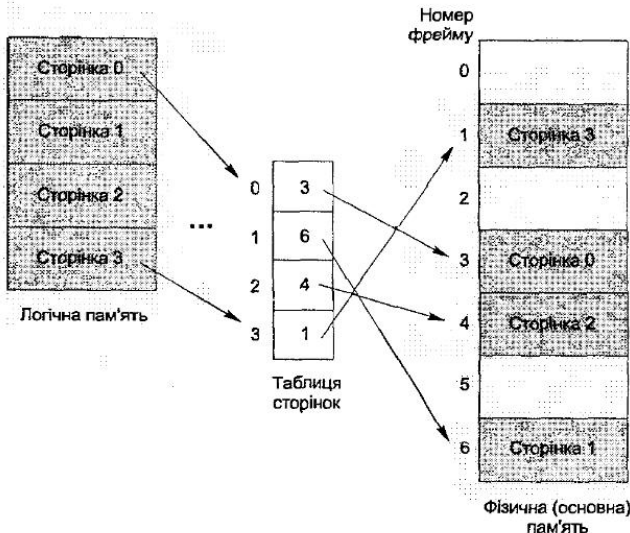 Номер
фрейму
Сторінка 0
Сторінка 1
Сторінка 2
Сторінка 3
Логічна пам'ять
...
0 3
1 6
2 4
3 1
Таблиця
сторінок
0
1 Сторінка 3
2
3 Сторінка 0
4 Сторінка 2
5
6 Сторінка 1
Фізична (основна)
пам'ять